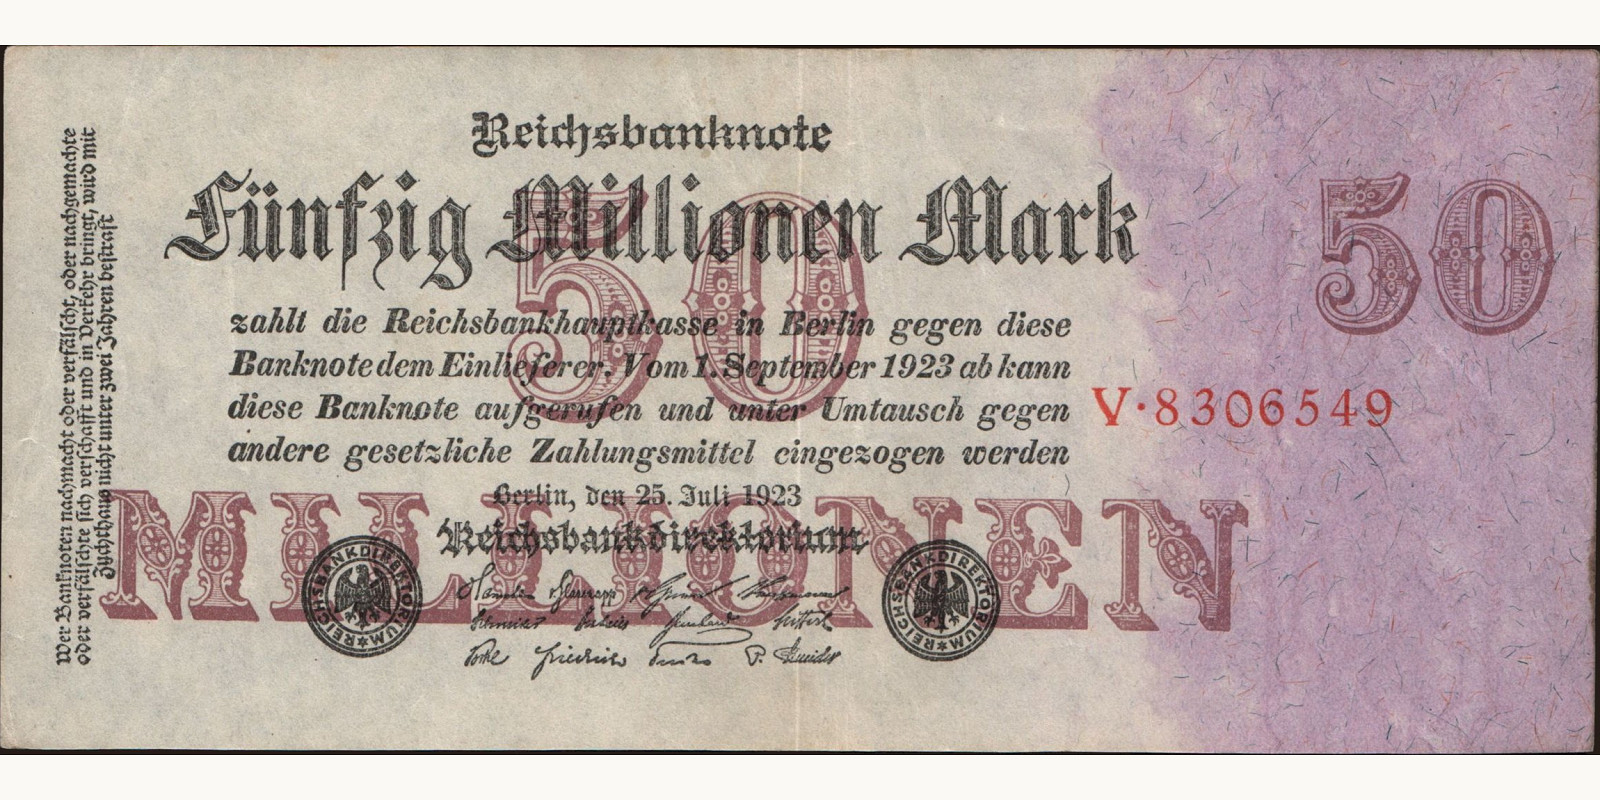 Reichsbanknote
Fünfzig Millionen Mark
50
50
zahlt die Reichsbankhauptkasse in Berlin gegen diese
Banknote dem Einlieferer. Vom 1. September 1923 ab kann
diese Banknote aufgerufen und unter Umtausch gegen
andere gesetzliche Zahlungsmittel eingezogen werden
V·8306549
MILLIONEN
Berlin, den 25. Juli 1923
Reichsbankdirektorium
REICHSBANKDIREKTORIUM
REICHSBANKDIREKTORIUM
Wer Banknoten nachmacht oder verfälscht, oder nachgemachte
oder verfälschte sich verschafft und in Verkehr bringt, wird mit
Zuchthaus nicht unter zwei Jahren bestraft